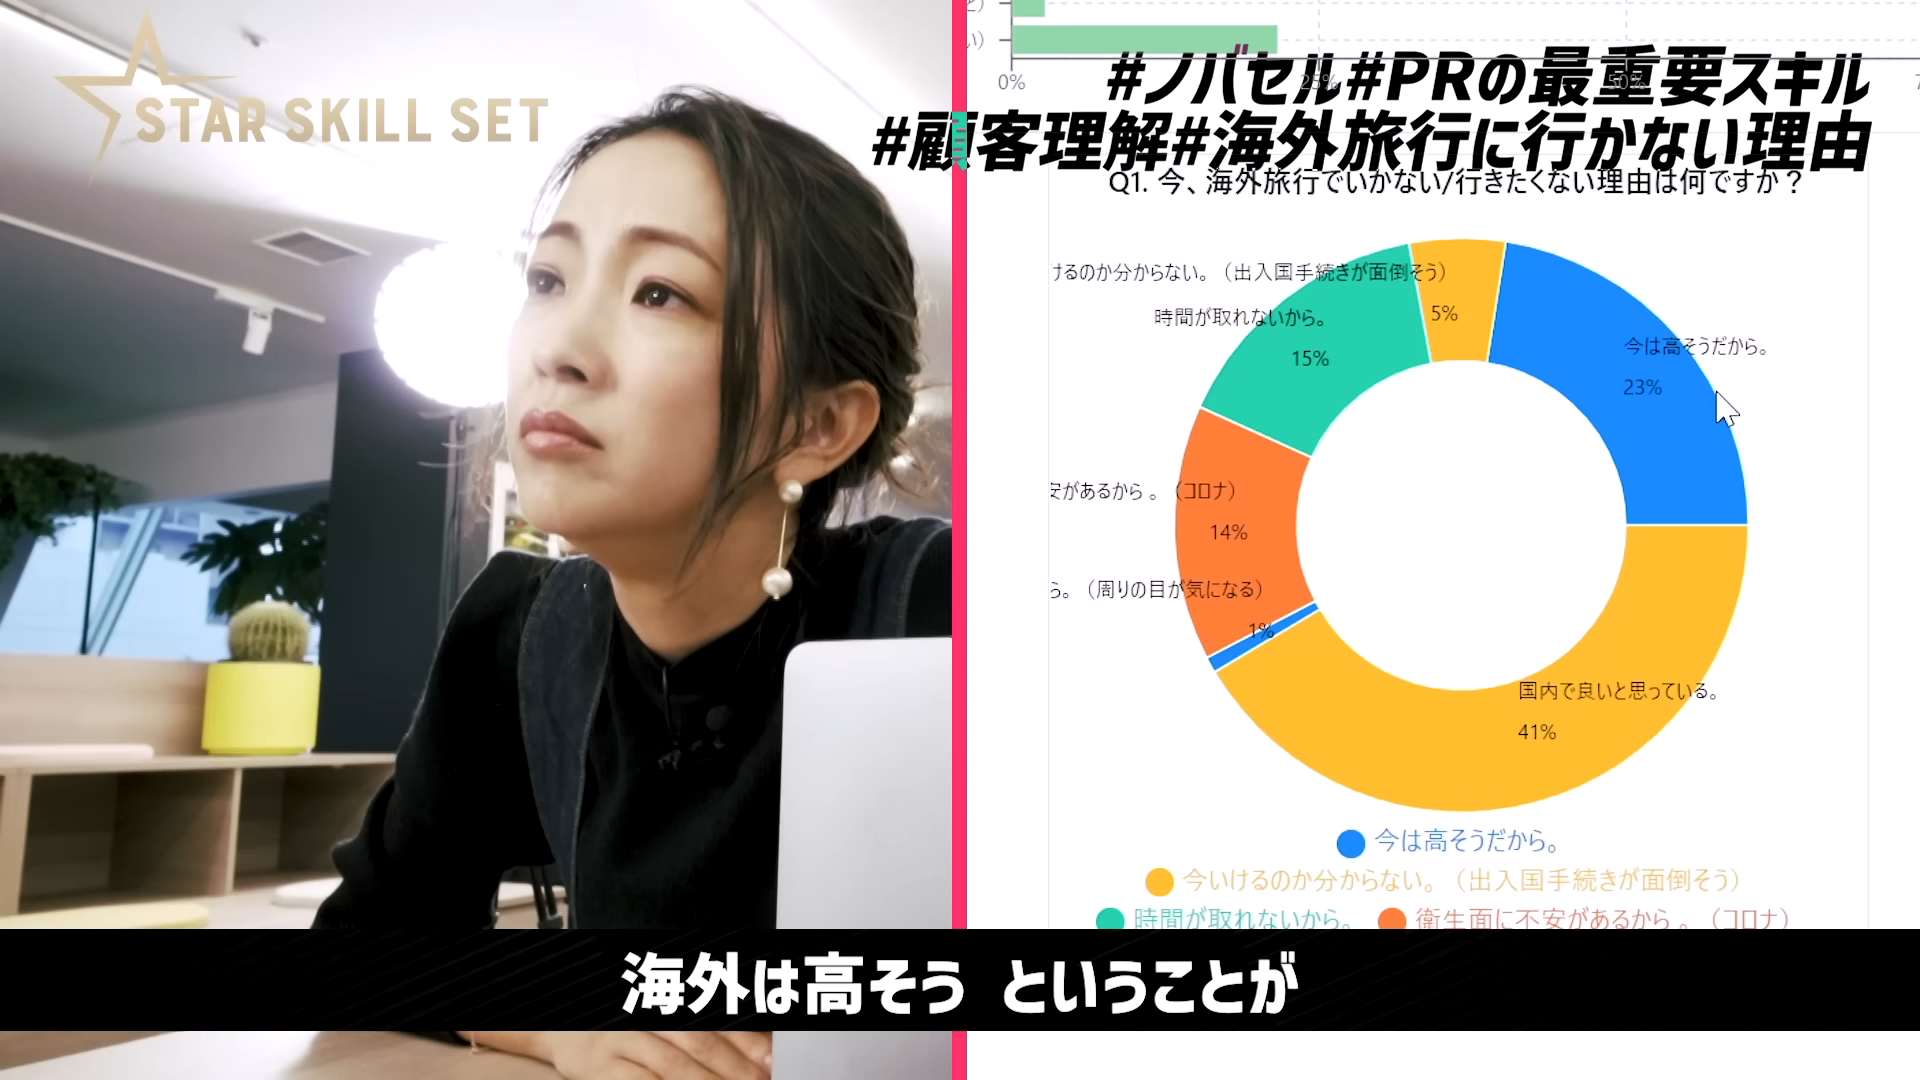 STAR SKILL SET
0%
25%
50%
#ノバセル#PRの最重要スキル
#顧客理解#海外旅行に行かない理由
Q1. 今、海外旅行でいかない/行きたくない理由は何ですか？
けるのか分からない。（出入国手続きが面倒そう）
5%
時間が取れないから。
15%
今は高そうだから。
23%
安があるから 。（コロナ）
14%
ら。（周りの目が気になる）
1%
国内で良いと思っている。
41%
今は高そうだから。
今いけるのか分からない。（出入国手続きが面倒そう）
時間が取れないから。 衛生面に不安があるから 。（コロナ）
海外は高そう ということが